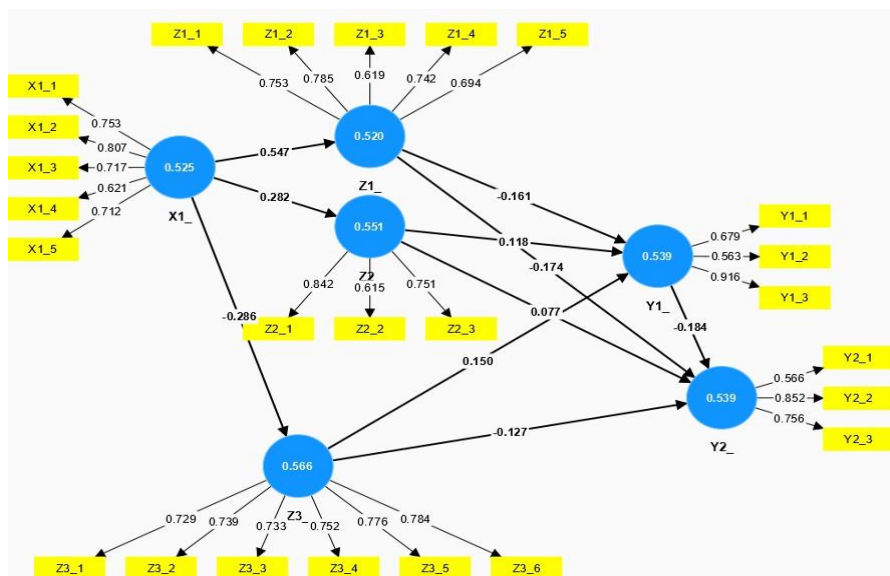 Z1_1
Z1_2
Z1_3
Z1_4
Z1_5
0.753
0.785
0.619
0.742
0.694
X1_1
X1_2
X1_3
X1_4
X1_5
0.753
0.807
0.717
0.621
0.712
0.525
X1_
0.547
0.282
-0.286
0.520
Z1_
0.551
Z2
0.842
0.615
0.751
Z2_1
Z2_2
Z2_3
-0.161
0.118
-0.174
0.077
0.150
-0.127
0.539
Y1_
0.679
0.563
0.916
Y1_1
Y1_2
Y1_3
-0.184
0.539
Y2_
0.566
0.852
0.756
Y2_1
Y2_2
Y2_3
0.566
Z3_
0.729
0.739
0.733
0.752
0.776
0.784
Z3_1
Z3_2
Z3_3
Z3_4
Z3_5
Z3_6